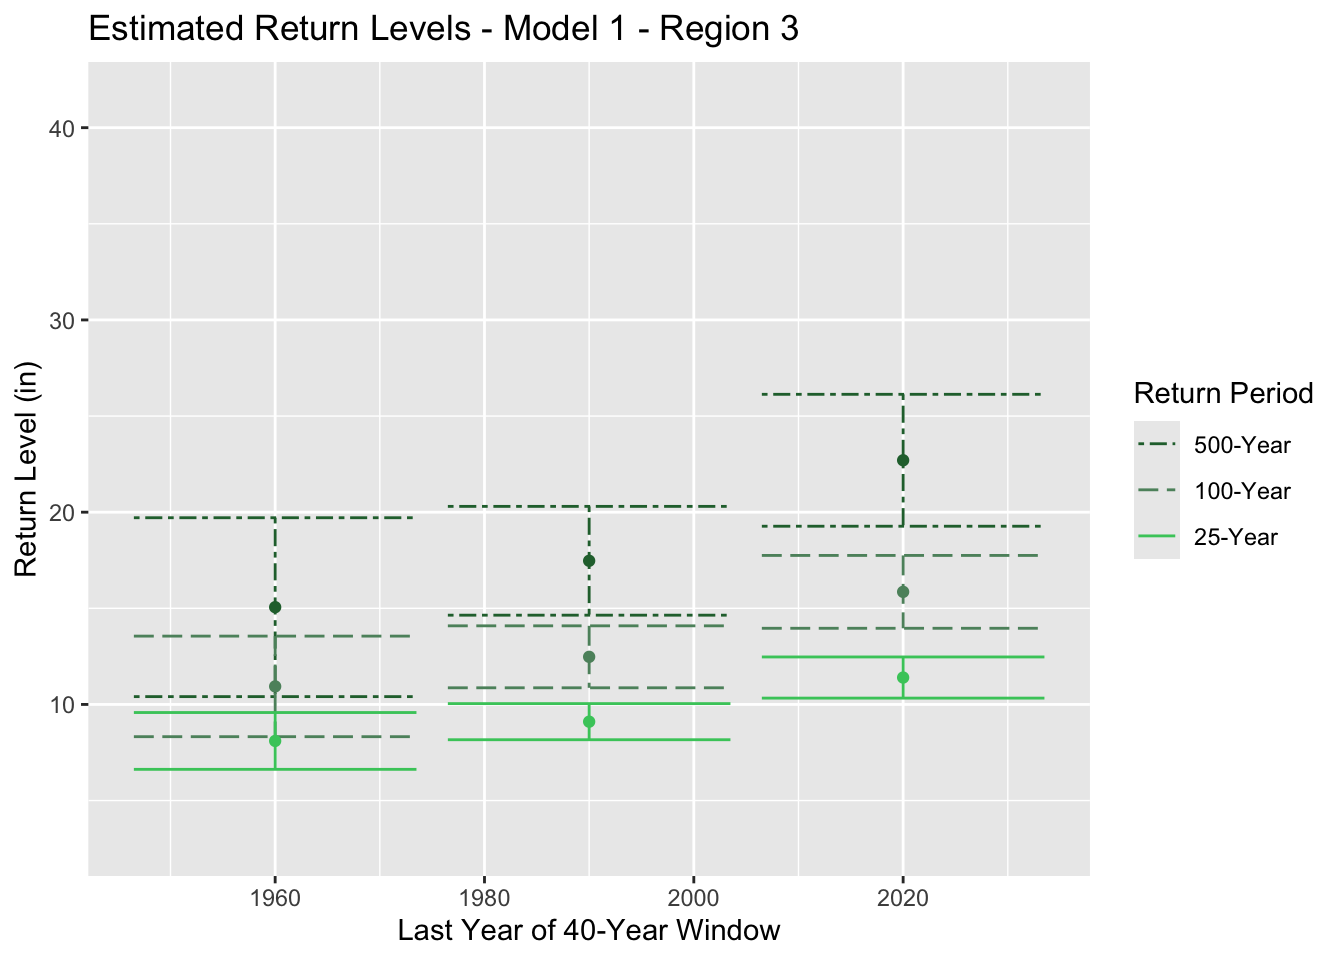 Estimated Return Levels - Model 1 - Region 3
40
30
20
10
Return Level (in)
1960 1980 2000 2020
Last Year of 40-Year Window
Return Period
500-Year
100-Year
25-Year